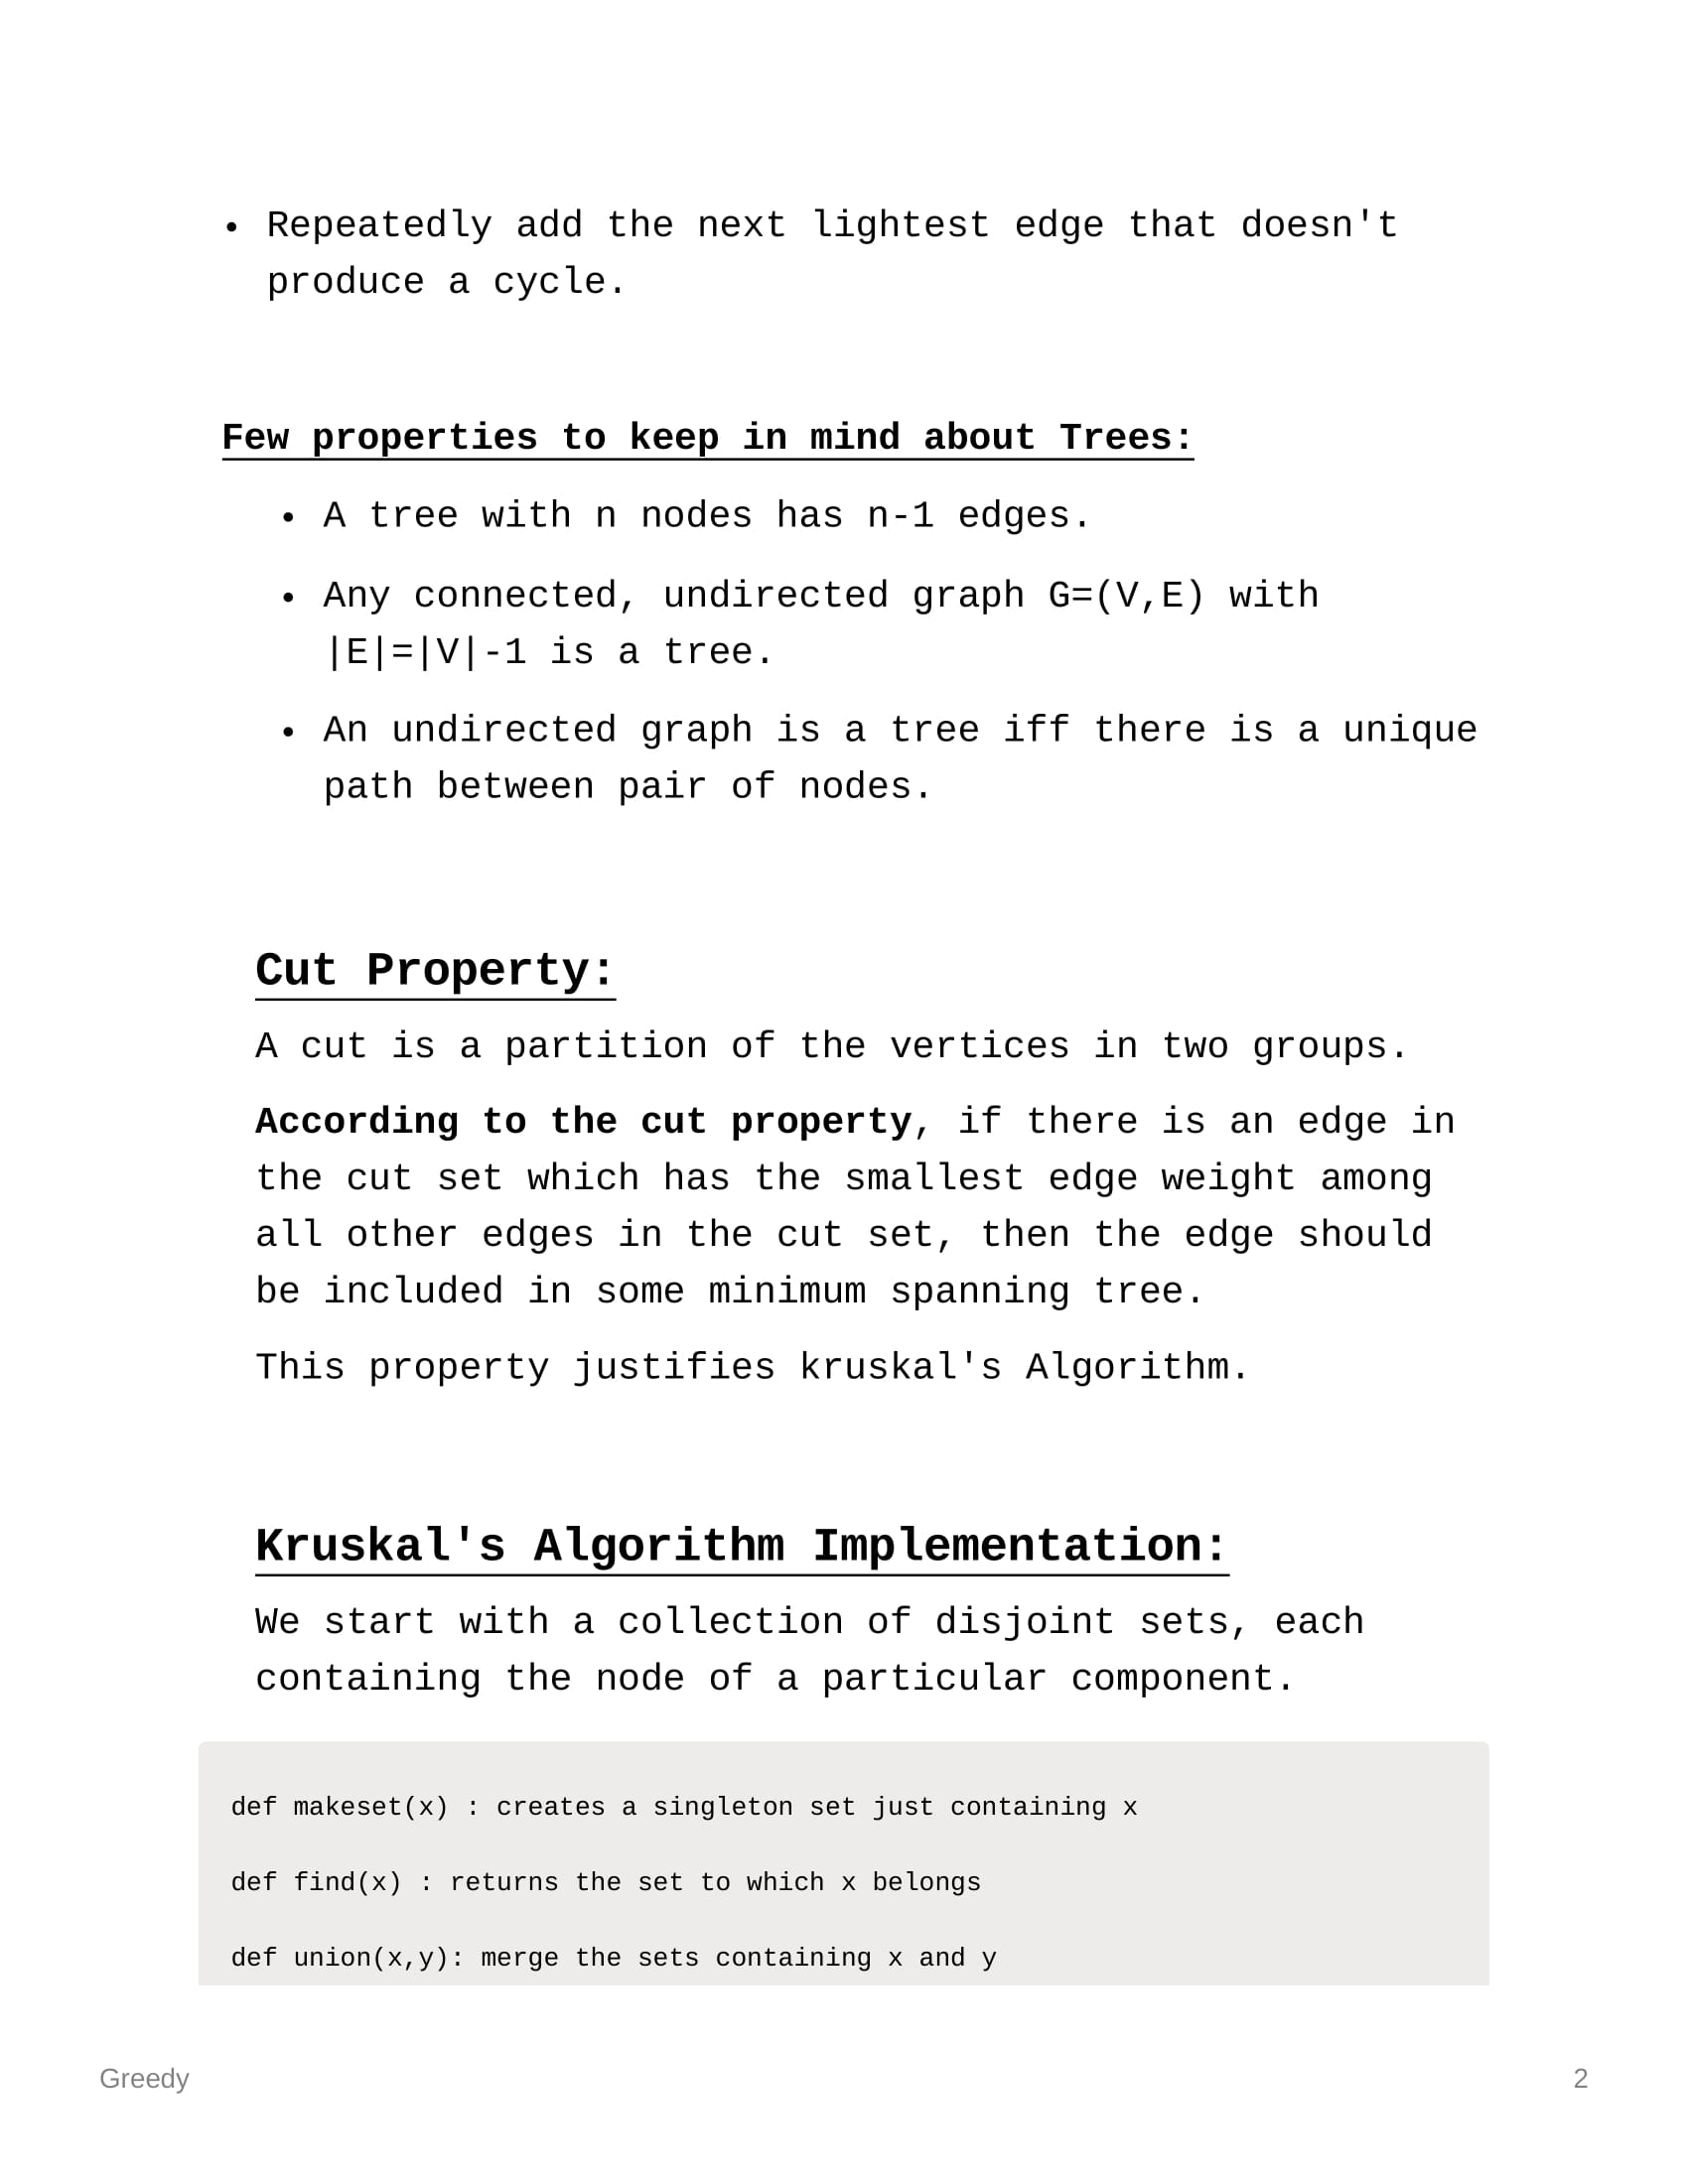 • Repeatedly add the next lightest edge that doesn't
produce a cycle.
Few properties to keep in mind about Trees:
• A tree with n nodes has n-1 edges.
• Any connected, undirected graph G=(V,E) with
|E|=|V|-1 is a tree.
• An undirected graph is a tree iff there is a unique
path between pair of nodes.
Cut Property:
A cut is a partition of the vertices in two groups.
According to the cut property, if there is an edge in
the cut set which has the smallest edge weight among
all other edges in the cut set, then the edge should
be included in some minimum spanning tree.
This property justifies kruskal's Algorithm.
Kruskal's Algorithm Implementation:
We start with a collection of disjoint sets, each
containing the node of a particular component.
def makeset(x) : creates a singleton set just containing x
def find(x) : returns the set to which x belongs
def union(x,y): merge the sets containing x and y
Greedy
2